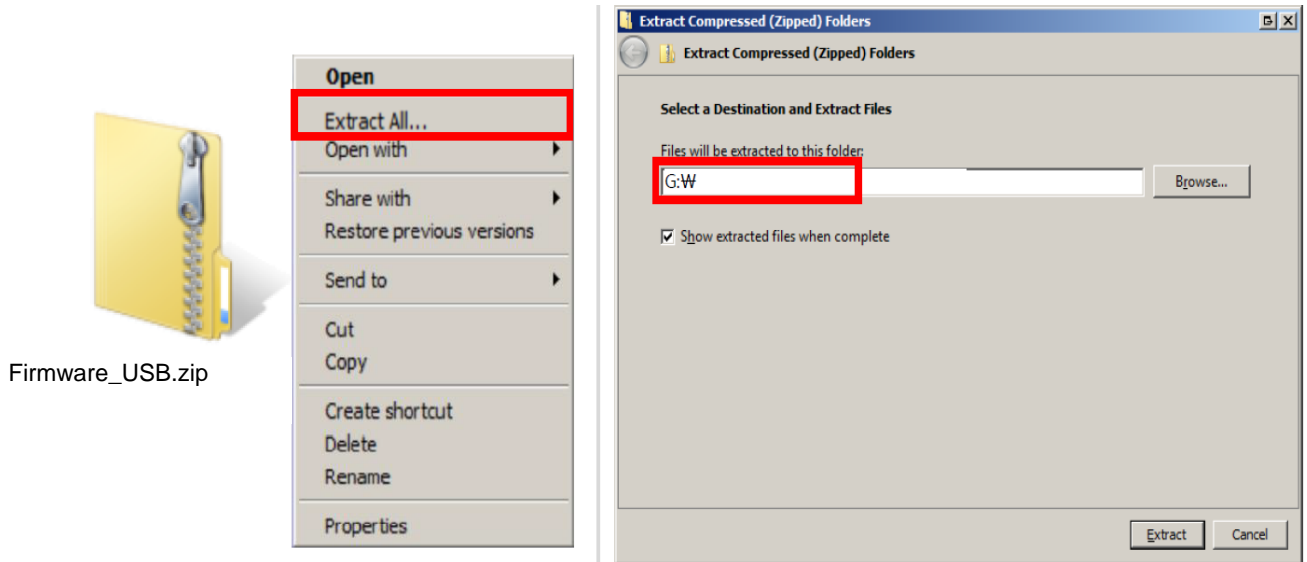 Firmware_USB.zip
Open
Extract All...
Open with
Share with
Restore previous versions
Send to
Cut
Copy
Create shortcut
Delete
Rename
Properties
Extract Compressed (Zipped) Folders
Extract Compressed (Zipped) Folders
Select a Destination and Extract Files
Files will be extracted to this folder:
G:₩
Browse...
Show extracted files when complete
Extract
Cancel